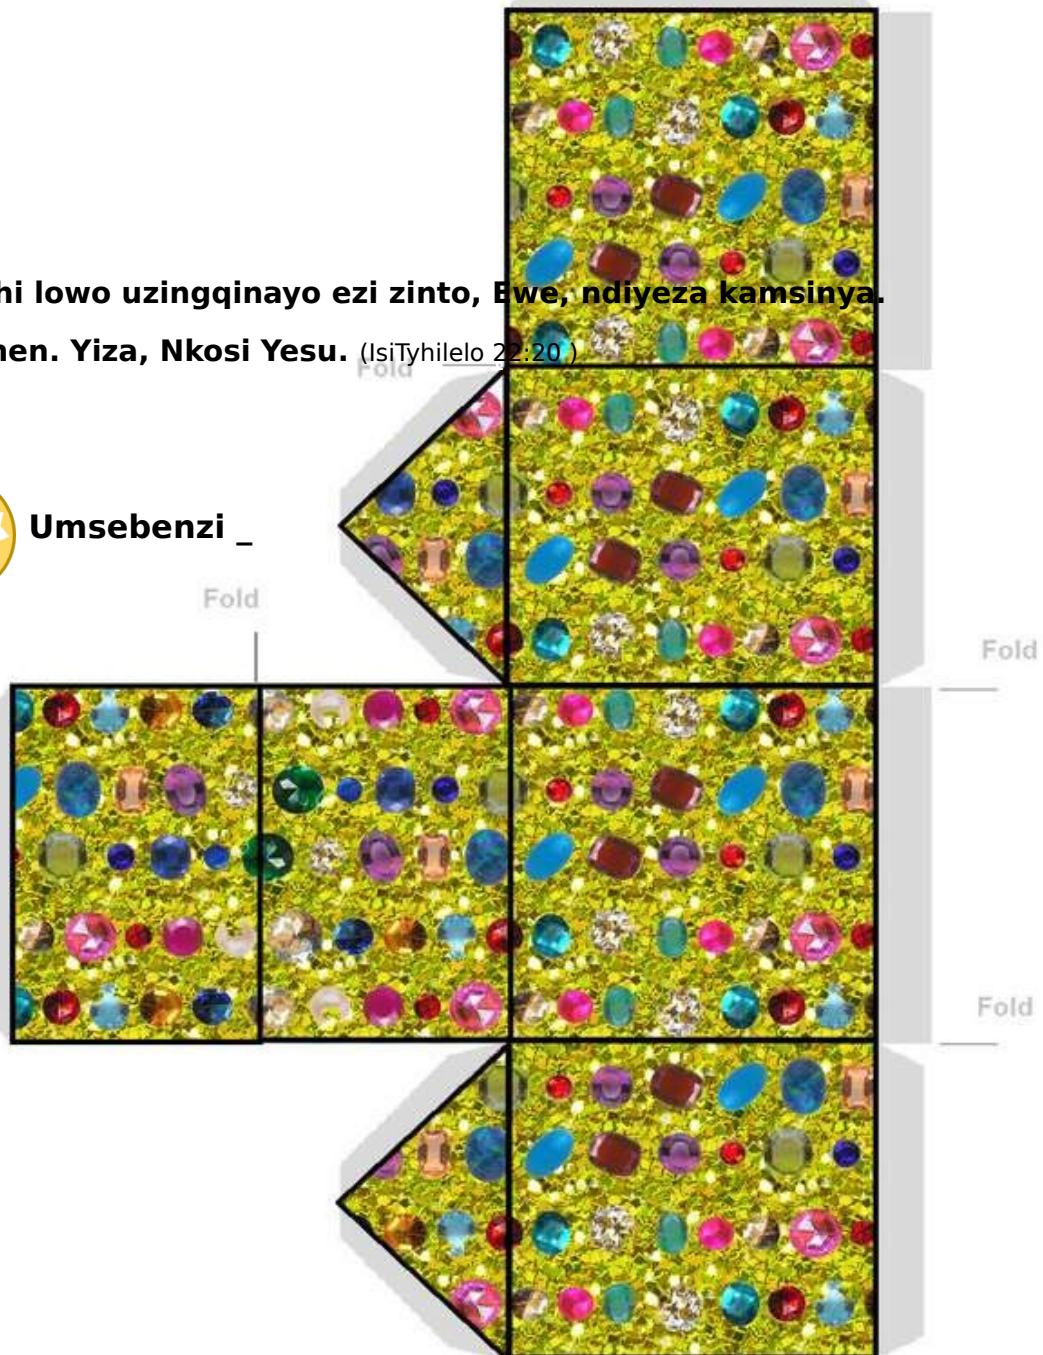 hi lowo uzingqinayo ezi zinto, Ewe, ndiyeza kamsinya.
en. Yiza, Nkosi Yesu. (IsiTyhilelo 22:20 )
Fold
Umsebenzi _
Fold
Fold
Fold